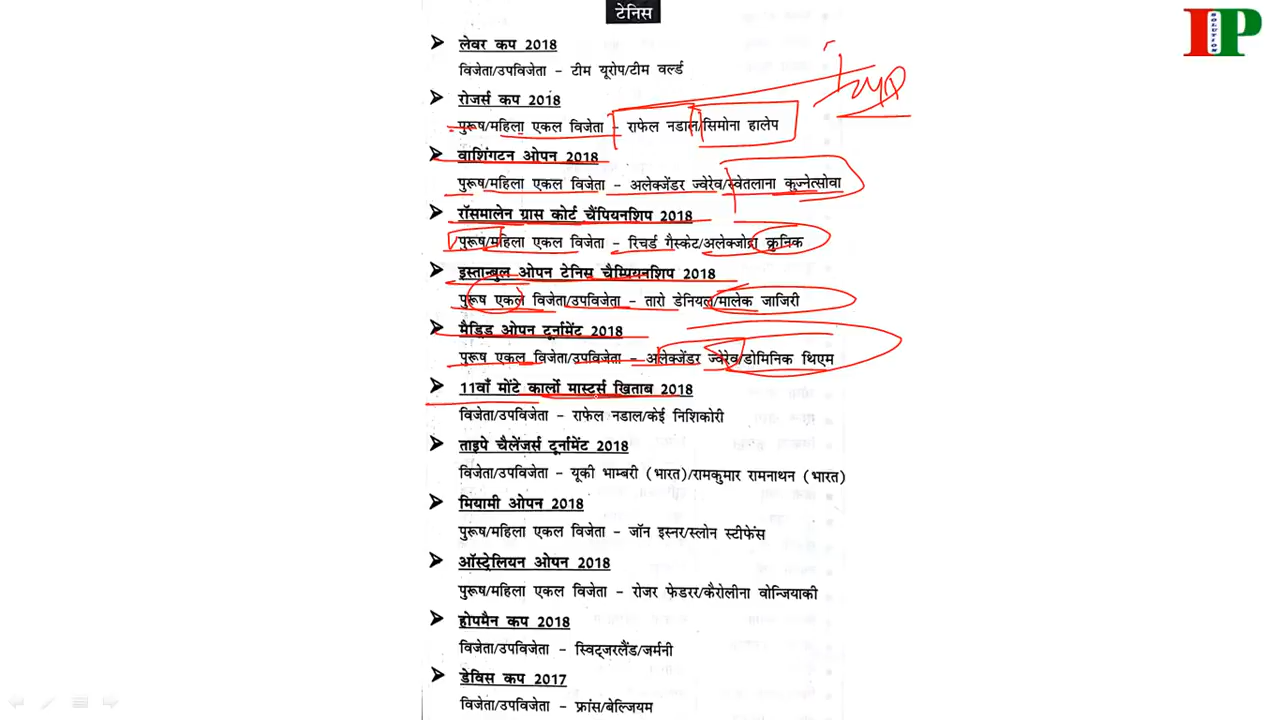 टेनिस
SOLUTION
IP
लेवर कप 2018
विजेता/उपविजेता - टीम यूरोप/टीम वर्ल्ड
रोजर्स कप 2018
पुरूष/महिला एकल विजेता - राफेल नडाल/सिमोना हालेप
वाशिंगटन ओपन 2018
पुरूष/महिला एकल विजेता - अलेक्जेंडर ज्वेरेव/स्वेतलाना कुज्नेत्सोवा
रॉसमालेन ग्रास कोर्ट चैंपियनशिप 2018
पुरूष/महिला एकल विजेता - रिचर्ड गैस्केट/अलेक्जोद्रा क्रुनिक
इस्तान्बुल ओपन टेनिस चैम्पियनशिप 2018
पुरूष एकल विजेता/उपविजेता - तारो डेनियल/मालेक जाजिरी
मैड्रिड ओपन टूर्नामेंट 2018
पुरूष एकल विजेता/उपविजेता - अलेक्जेंडर ज्वेरेव/डोमिनिक थिएम
11वाँ मोंटे कार्लो मास्टर्स खिताब 2018
विजेता/उपविजेता - राफेल नडाल/केई निशिकोरी
ताइपे चैलेंजर्स टूर्नामेंट 2018
विजेता/उपविजेता - यूकी भाम्बरी (भारत)/रामकुमार रामनाथन (भारत)
मियामी ओपन 2018
पुरूष/महिला एकल विजेता - जॉन इस्नर/स्लोन स्टीफेंस
ऑस्ट्रेलियन ओपन 2018
पुरूष/महिला एकल विजेता - रोजर फेडरर/कैरोलीना वोन्जियाकी
होपमैन कप 2018
विजेता/उपविजेता - स्विट्जरलैंड/जर्मनी
डेविस कप 2017
विजेता/उपविजेता - फ्रांस/बेल्जियम